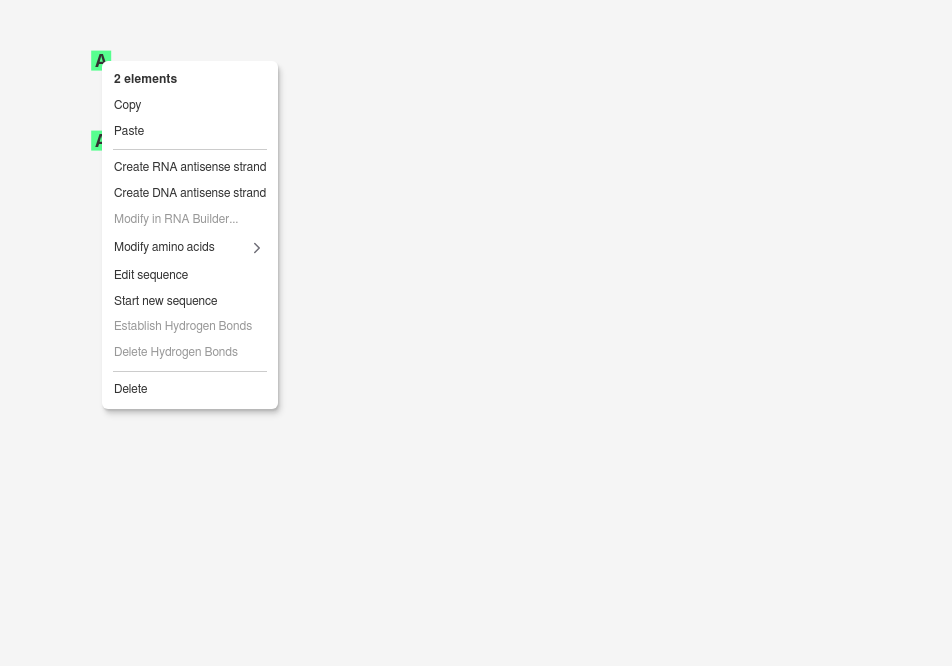 A
2 elements
Copy
Paste
A
Create RNA antisense strand
Create DNA antisense strand
Modify in RNA Builder...
Modify amino acids
Edit sequence
Start new sequence
Establish Hydrogen Bonds
Delete Hydrogen Bonds
Delete